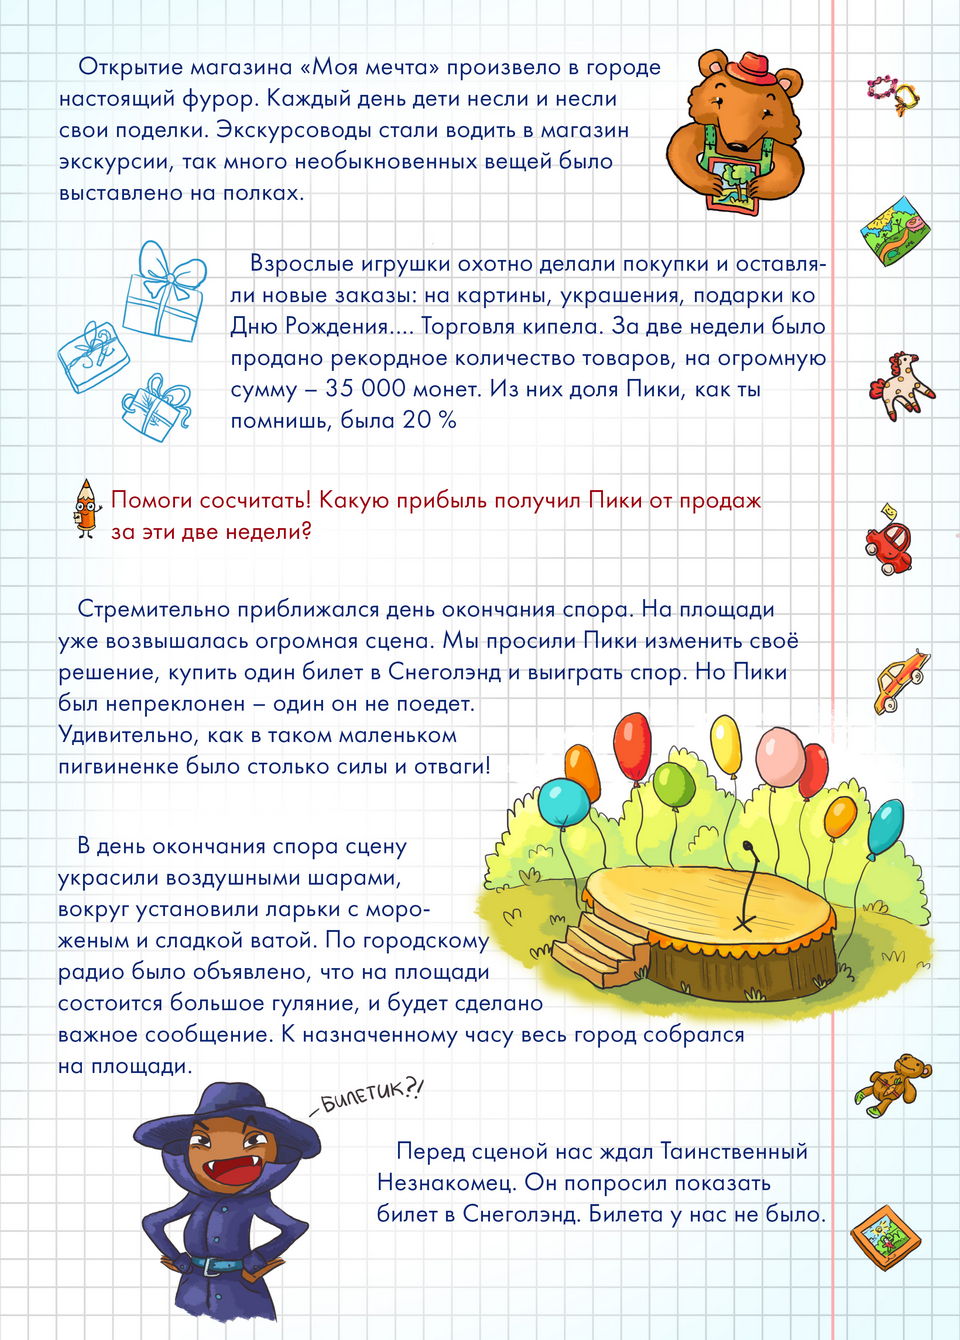 Открытие магазина «Моя мечта» произвело в городе
настоящий фурор. Каждый день дети несли и несли
свои поделки. Экскурсоводы стали водить в магазин
экскурсии, так много необыкновенных вещей было
выставлено на полках.
Взрослые игрушки охотно делали покупки и оставля-
ли новые заказы: на картины, украшения, подарки ко
Дню Рождения.... Торговля кипела. За две недели было
продано рекордное количество товаров, на огромную
сумму – 35 000 монет. Из них доля Пики, как ты
помнишь, была 20 %
Помоги сосчитать! Какую прибыль получил Пики от продаж
за эти две недели?
Стремительно приближался день окончания спора. На площади
уже возвышалась огромная сцена. Мы просили Пики изменить своё
решение, купить один билет в Снеголэнд и выиграть спор. Но Пики
был непреклонен – один он не поедет.
Удивительно, как в таком маленьком
пигвиненке было столько силы и отваги!
В день окончания спора сцену
украсили воздушными шарами,
вокруг установили ларьки с моро-
женым и сладкой ватой. По городскому
радио было объявлено, что на площади
состоится большое гуляние, и будет сделано
важное сообщение. К назначенному часу весь город собрался
на площади.
– Билетик?!
Перед сценой нас ждал Таинственный
Незнакомец. Он попросил показать
билет в Снеголэнд. Билета у нас не было.